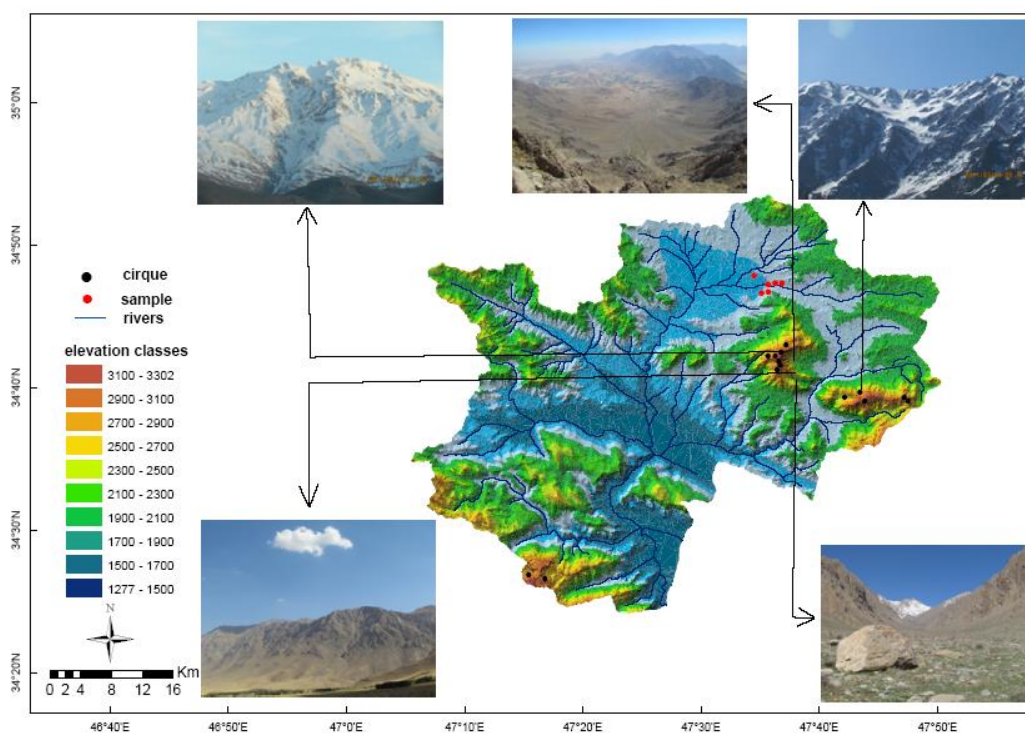 35°0'N
34°50'N
34°40'N
34°30'N
34°20'N
cirque
sample
rivers
elevation classes
3100 - 3302
2900 - 3100
2700 - 2900
2500 - 2700
2300 - 2500
2100 - 2300
1900 - 2100
1700 - 1900
1500 - 1700
1277 - 1500
N
Km
0 2 4 8 12 16
46°40'E 46°50'E 47°0'E 47°10'E 47°20'E 47°30'E 47°40'E 47°50'E